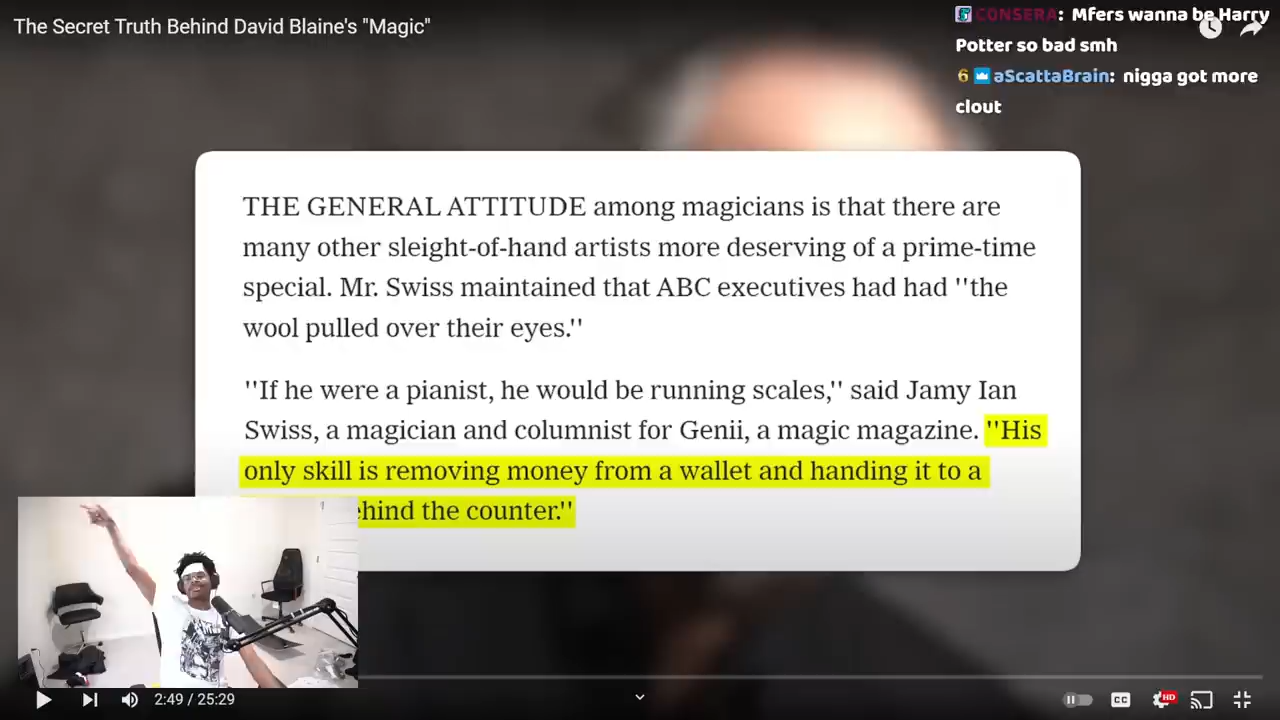 The Secret Truth Behind David Blaine's "Magic"
CONSERA: Mfers wanna be Harry
Potter so bad smh
6 aScattaBrain: nigga got more
clout
THE GENERAL ATTITUDE among magicians is that there are
many other sleight-of-hand artists more deserving of a prime-time
special. Mr. Swiss maintained that ABC executives had had ''the
wool pulled over their eyes.''
''If he were a pianist, he would be running scales,'' said Jamy Ian
Swiss, a magician and columnist for Genii, a magic magazine. ''His
only skill is removing money from a wallet and handing it to a
ehind the counter.''
2:49 / 25:29
CC
HD